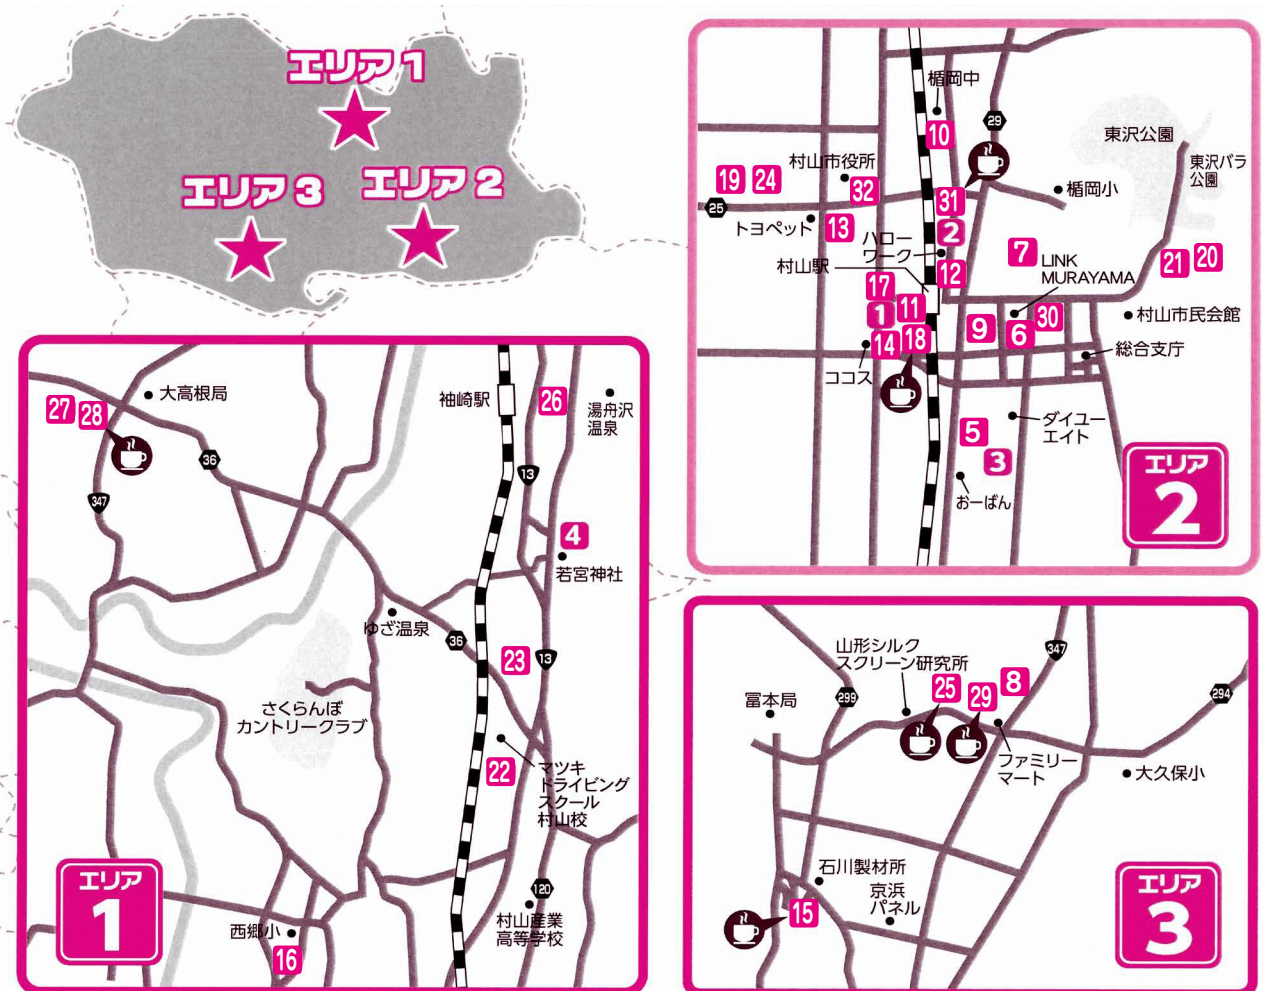 エリア1
エリア3
エリア2
大高根局
27
28
36
347
袖崎駅
26
湯舟沢
温泉
13
4
若宮神社
ゆざ温泉
36
23
13
さくらんぼ
カントリークラブ
22
マツキ
ドライビング
スクール
村山校
エリア
1
西郷小
16
120
村山産業
高等学校
楯岡中
10
29
東沢公園
東沢バラ
公園
19
24
村山市役所
32
楯岡小
25
トヨペット
13
31
2
ハロー
ワーク
7
LINK
MURAYAMA
21
20
村山駅
12
17
11
1
9
6
30
村山市民会館
14
18
総合支庁
ココス
ダイユー
エイト
5
3
おーばん
エリア
2
山形シルク
スクリーン研究所
347
冨本局
299
25
29
8
294
ファミリー
マート
大久保小
石川製材所
京浜
パネル
15
エリア
3